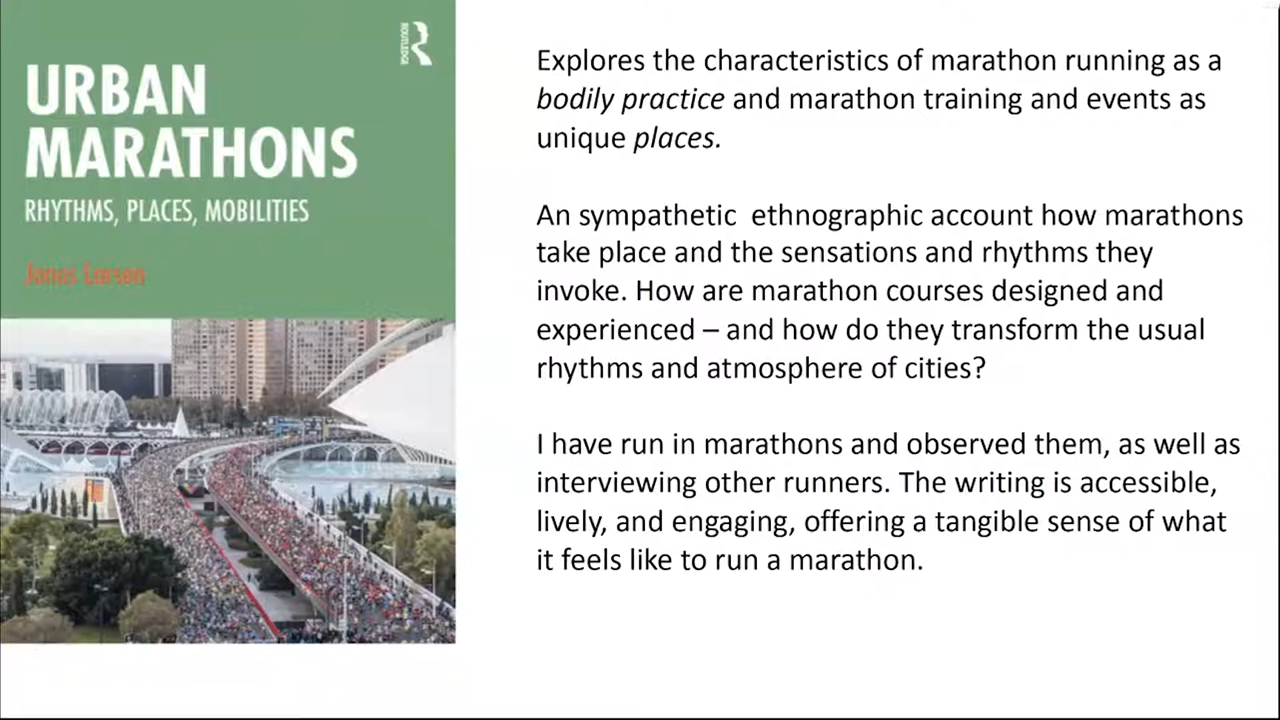 ROUTLEDGE
URBAN
MARATHONS
RHYTHMS, PLACES, MOBILITIES
Jonas Larsen
Explores the characteristics of marathon running as a
bodily practice and marathon training and events as
unique places.
An sympathetic  ethnographic account how marathons
take place and the sensations and rhythms they
invoke. How are marathon courses designed and
experienced – and how do they transform the usual
rhythms and atmosphere of cities?
I have run in marathons and observed them, as well as
interviewing other runners. The writing is accessible,
lively, and engaging, offering a tangible sense of what
it feels like to run a marathon.